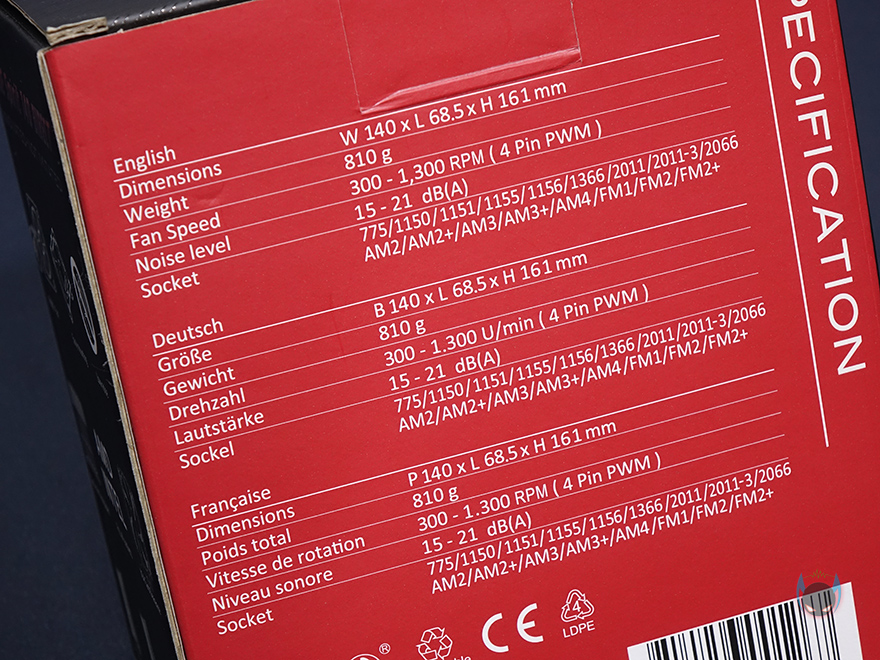 SPECIFICATION
English
Dimensions W 140 x L 68.5 x H 161 mm
Weight 810 g
Fan Speed 300 - 1,300 RPM ( 4 Pin PWM )
Noise level 15 - 21 dB(A)
Socket 775/1150/1151/1155/1156/1366/2011/2011-3/2066
AM2/AM2+/AM3/AM3+/AM4/FM1/FM2/FM2+
Deutsch
Größe B 140 x L 68.5 x H 161 mm
Gewicht 810 g
Drehzahl 300 - 1.300 U/min ( 4 Pin PWM )
Lautstärke 15 - 21 dB(A)
Sockel 775/1150/1151/1155/1156/1366/2011/2011-3/2066
AM2/AM2+/AM3/AM3+/AM4/FM1/FM2/FM2+
Française
Dimensions P 140 x L 68.5 x H 161 mm
Poids total 810 g
Vitesse de rotation 300 - 1.300 RPM ( 4 Pin PWM )
Niveau sonore 15 - 21 dB(A)
Socket 775/1150/1151/1155/1156/1366/2011/2011-3/2066
AM2/AM2+/AM3/AM3+/AM4/FM1/FM2/FM2+
® CE 4
LDPE